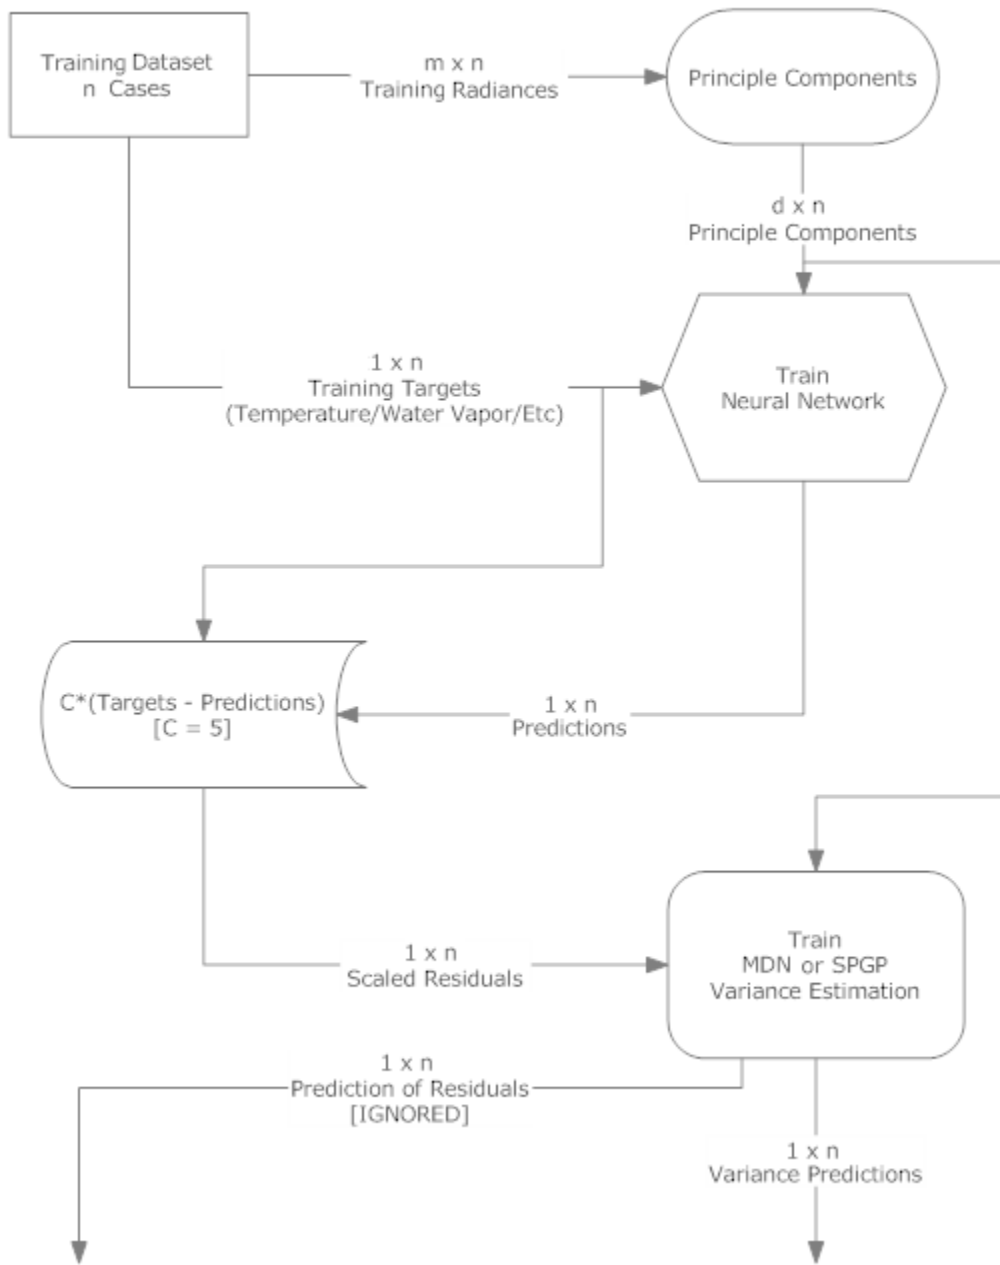 Training Dataset
n Cases
m x n
Training Radiances
Principle Components
d x n
Principle Components
1 x n
Training Targets
(Temperature/Water Vapor/Etc)
Train
Neural Network
C*(Targets - Predictions)
[C = 5]
1 x n
Predictions
1 x n
Scaled Residuals
Train
MDN or SPGP
Variance Estimation
1 x n
Prediction of Residuals
[IGNORED]
1 x n
Variance Predictions